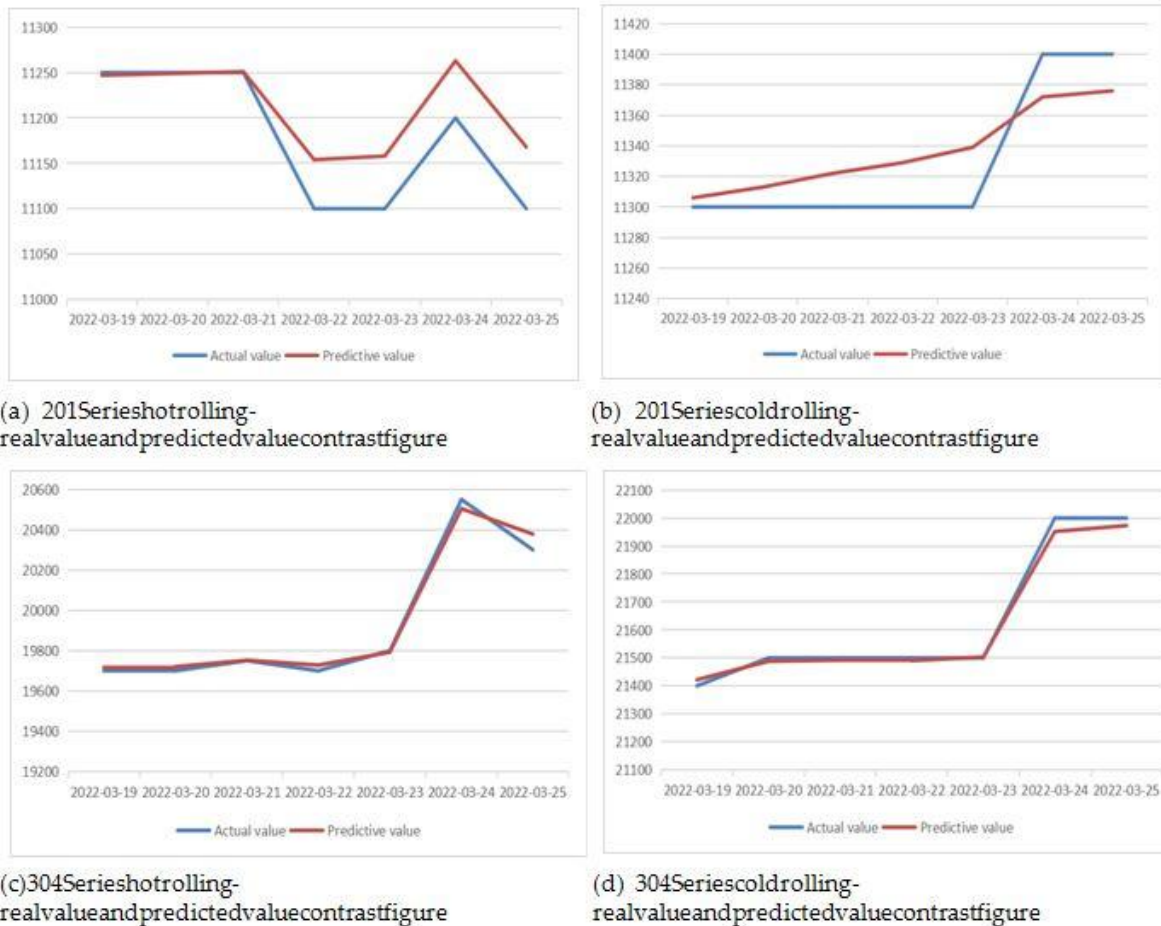 11300
11250
11200
11150
11100
11050
11000
2022-03-19 2022-03-20 2022-03-21 2022-03-22 2022-03-23 2022-03-24 2022-03-25
Actual value Predictive value
(a) 201Serieshotrolling-
realvalueandpredictedvaluecontrastfigure
11420
11400
11380
11360
11340
11320
11300
11280
11260
11240
2022-03-19 2022-03-20 2022-03-21 2022-03-22 2022-03-23 2022-03-24 2022-03-25
Actual value Predictive value
(b) 201Seriescoldrolling-
realvalueandpredictedvaluecontrastfigure
20600
20400
20200
20000
19800
19600
19400
19200
2022-03-19 2022-03-20 2022-03-21 2022-03-22 2022-03-23 2022-03-24 2022-03-25
Actual value Predictive value
(c)304Serieshotrolling-
realvalueandpredictedvaluecontrastfigure
22100
22000
21900
21800
21700
21600
21500
21400
21300
21200
21100
2022-03-19 2022-03-20 2022-03-21 2022-03-22 2022-03-23 2022-03-24 2022-03-25
Actual value Predictive value
(d) 304Seriescoldrolling-
realvalueandpredictedvaluecontrastfigure